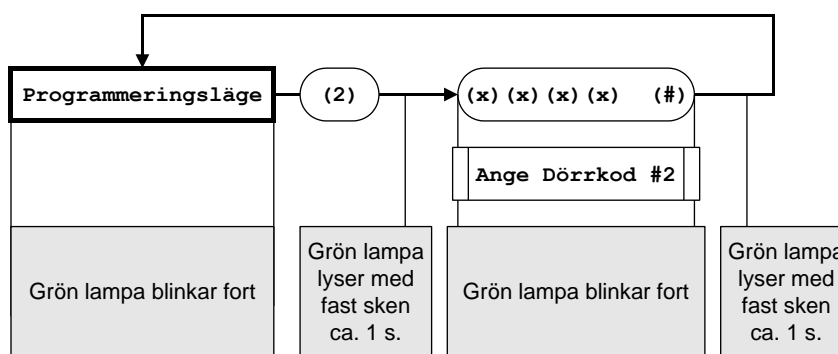 Programmeringsläge
(2)
(x)(x)(x)(x) (#)
Ange Dörrkod #2
Grön lampa blinkar fort
Grön lampa
lyser med
fast sken
ca. 1 s.
Grön lampa blinkar fort
Grön lampa
lyser med
fast sken
ca. 1 s.